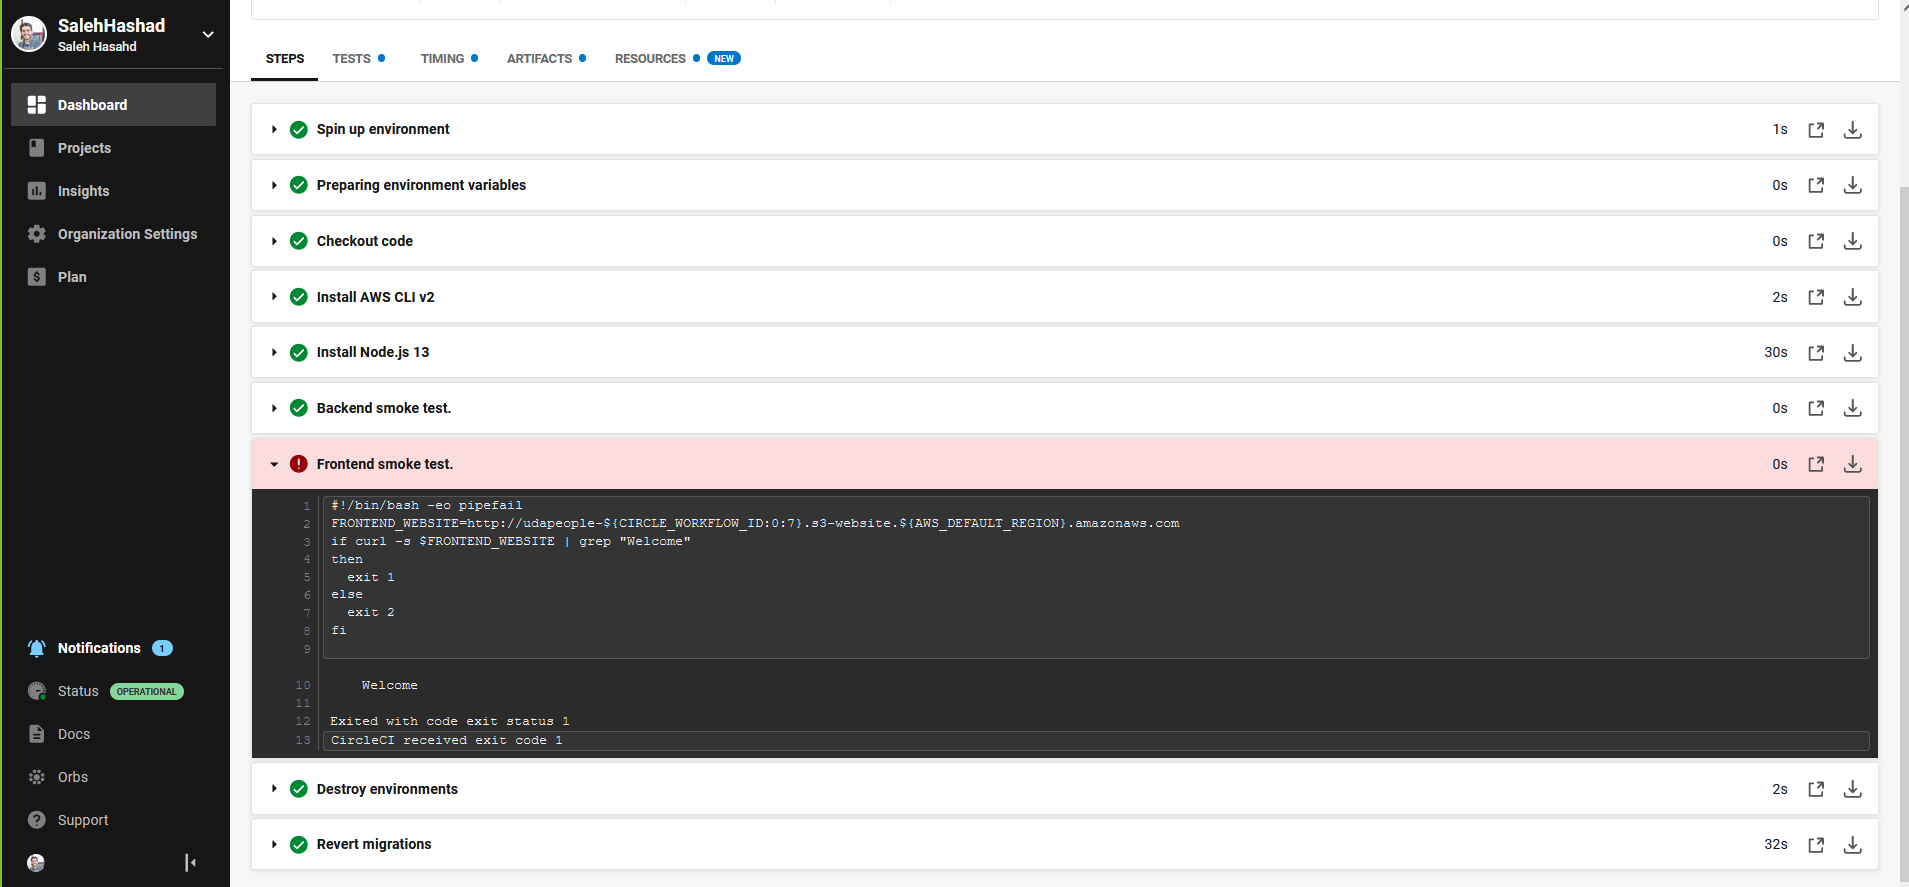 SalehHashad
Saleh Hasahd
Dashboard
Projects
Insights
Organization Settings
Plan
Notifications 1
Status OPERATIONAL
Docs
Orbs
Support
STEPS TESTS TIMING ARTIFACTS RESOURCES NEW
Spin up environment 1s
Preparing environment variables 0s
Checkout code 0s
Install AWS CLI v2 2s
Install Node.js 13 30s
Backend smoke test. 0s
Frontend smoke test. 0s
1 #!/bin/bash -eo pipefail
2 FRONTEND_WEBSITE=http://udapeople-${CIRCLE_WORKFLOW_ID:0:7}.s3-website.${AWS_DEFAULT_REGION}.amazonaws.com
3 if curl -s $FRONTEND_WEBSITE | grep "Welcome"
4 then
5 exit 1
6 else
7 exit 2
8 fi
9
10 Welcome
11
12 Exited with code exit status 1
13 CircleCI received exit code 1
Destroy environments 2s
Revert migrations 32s